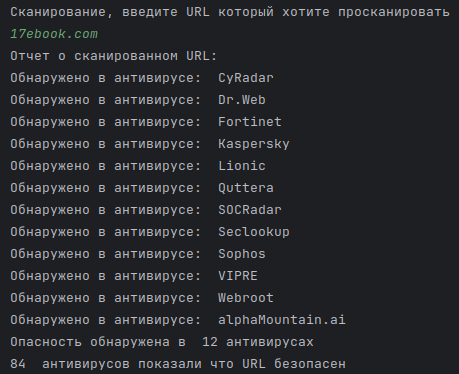 Сканирование, введите URL который хотите просканировать
17ebook.com
Отчет о сканированном URL:
Обнаружено в антивирусе:  CyRadar
Обнаружено в антивирусе:  Dr.Web
Обнаружено в антивирусе:  Fortinet
Обнаружено в антивирусе:  Kaspersky
Обнаружено в антивирусе:  Lionic
Обнаружено в антивирусе:  Quttera
Обнаружено в антивирусе:  SOCRadar
Обнаружено в антивирусе:  Seclookup
Обнаружено в антивирусе:  Sophos
Обнаружено в антивирусе:  VIPRE
Обнаружено в антивирусе:  Webroot
Обнаружено в антивирусе:  alphaMountain.ai
Опасность обнаружена в  12 антивирусах
84  антивирусов показали что URL безопасен